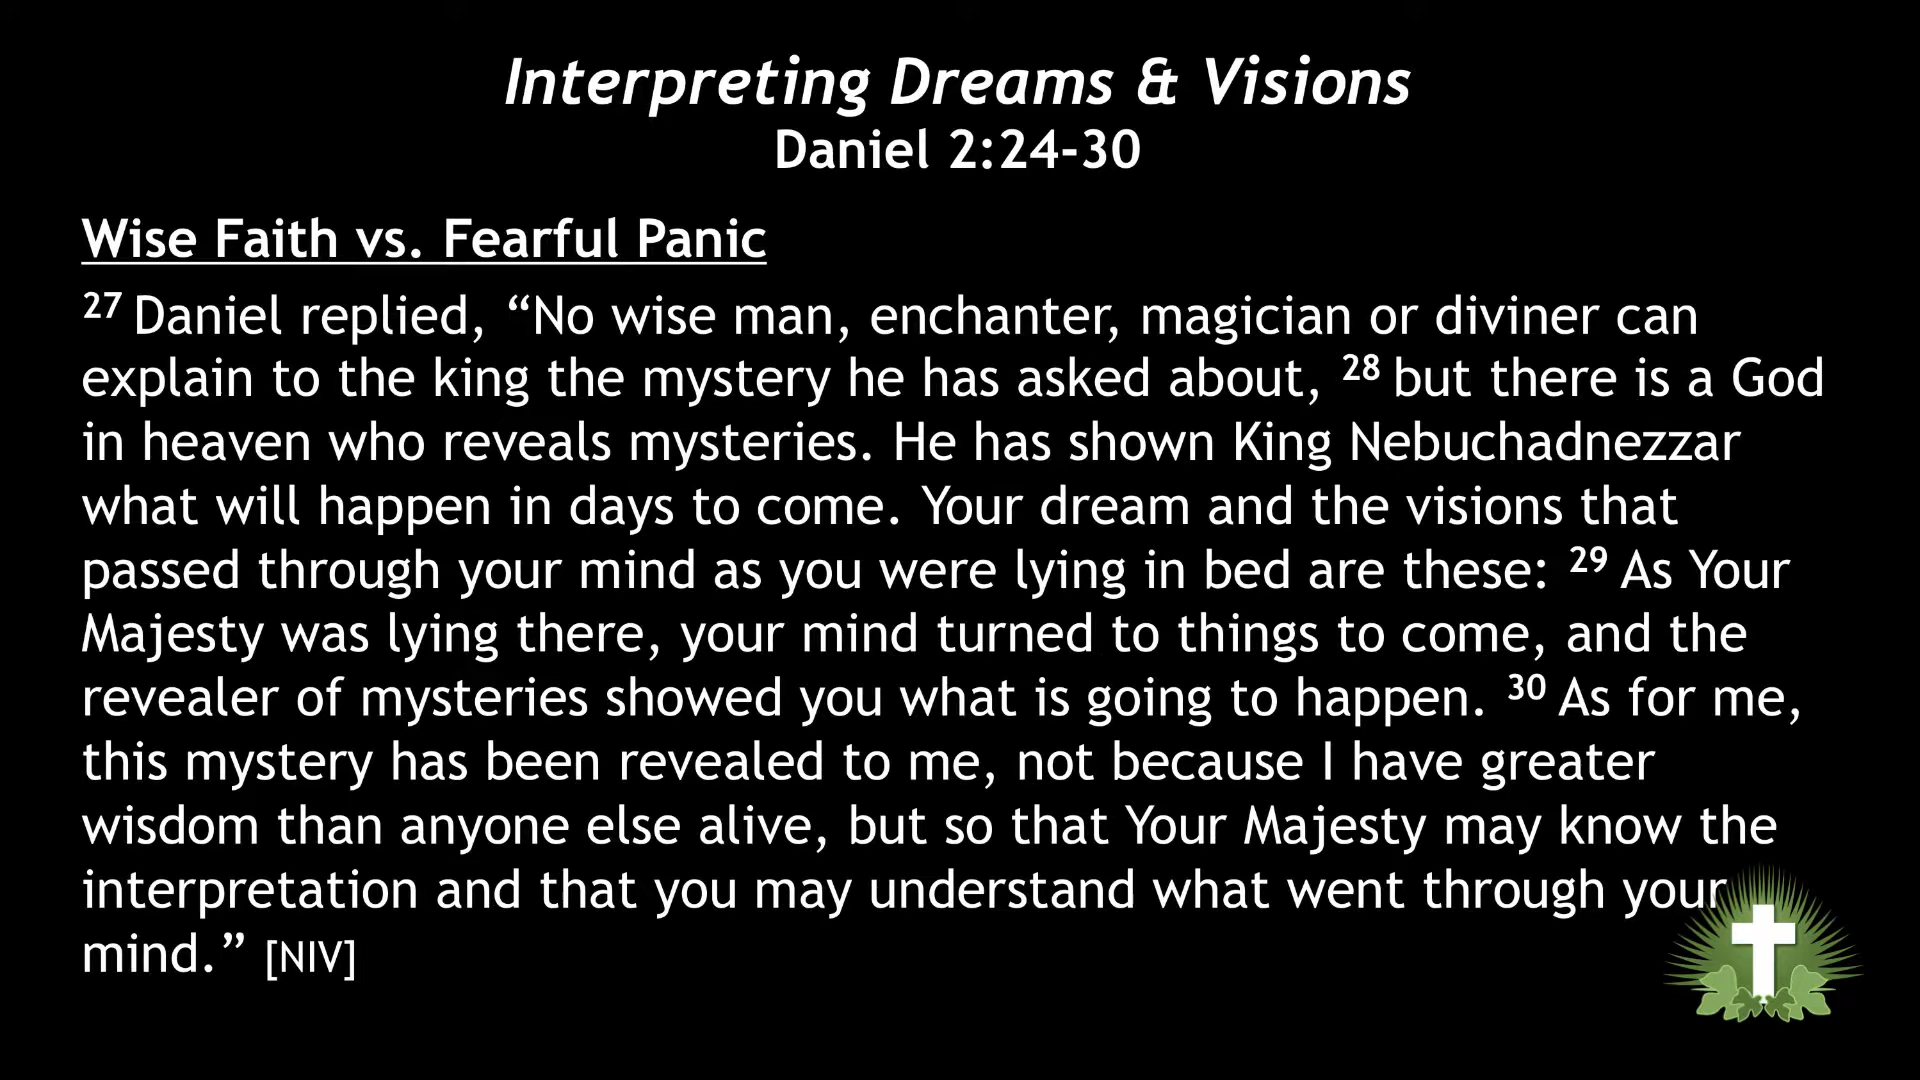 Interpreting Dreams & Visions
Daniel 2:24-30
Wise Faith vs. Fearful Panic
27 Daniel replied, “No wise man, enchanter, magician or diviner can
explain to the king the mystery he has asked about, 28 but there is a God
in heaven who reveals mysteries. He has shown King Nebuchadnezzar
what will happen in days to come. Your dream and the visions that
passed through your mind as you were lying in bed are these: 29 As Your
Majesty was lying there, your mind turned to things to come, and the
revealer of mysteries showed you what is going to happen. 30 As for me,
this mystery has been revealed to me, not because I have greater
wisdom than anyone else alive, but so that Your Majesty may know the
interpretation and that you may understand what went through your
mind.” [NIV]